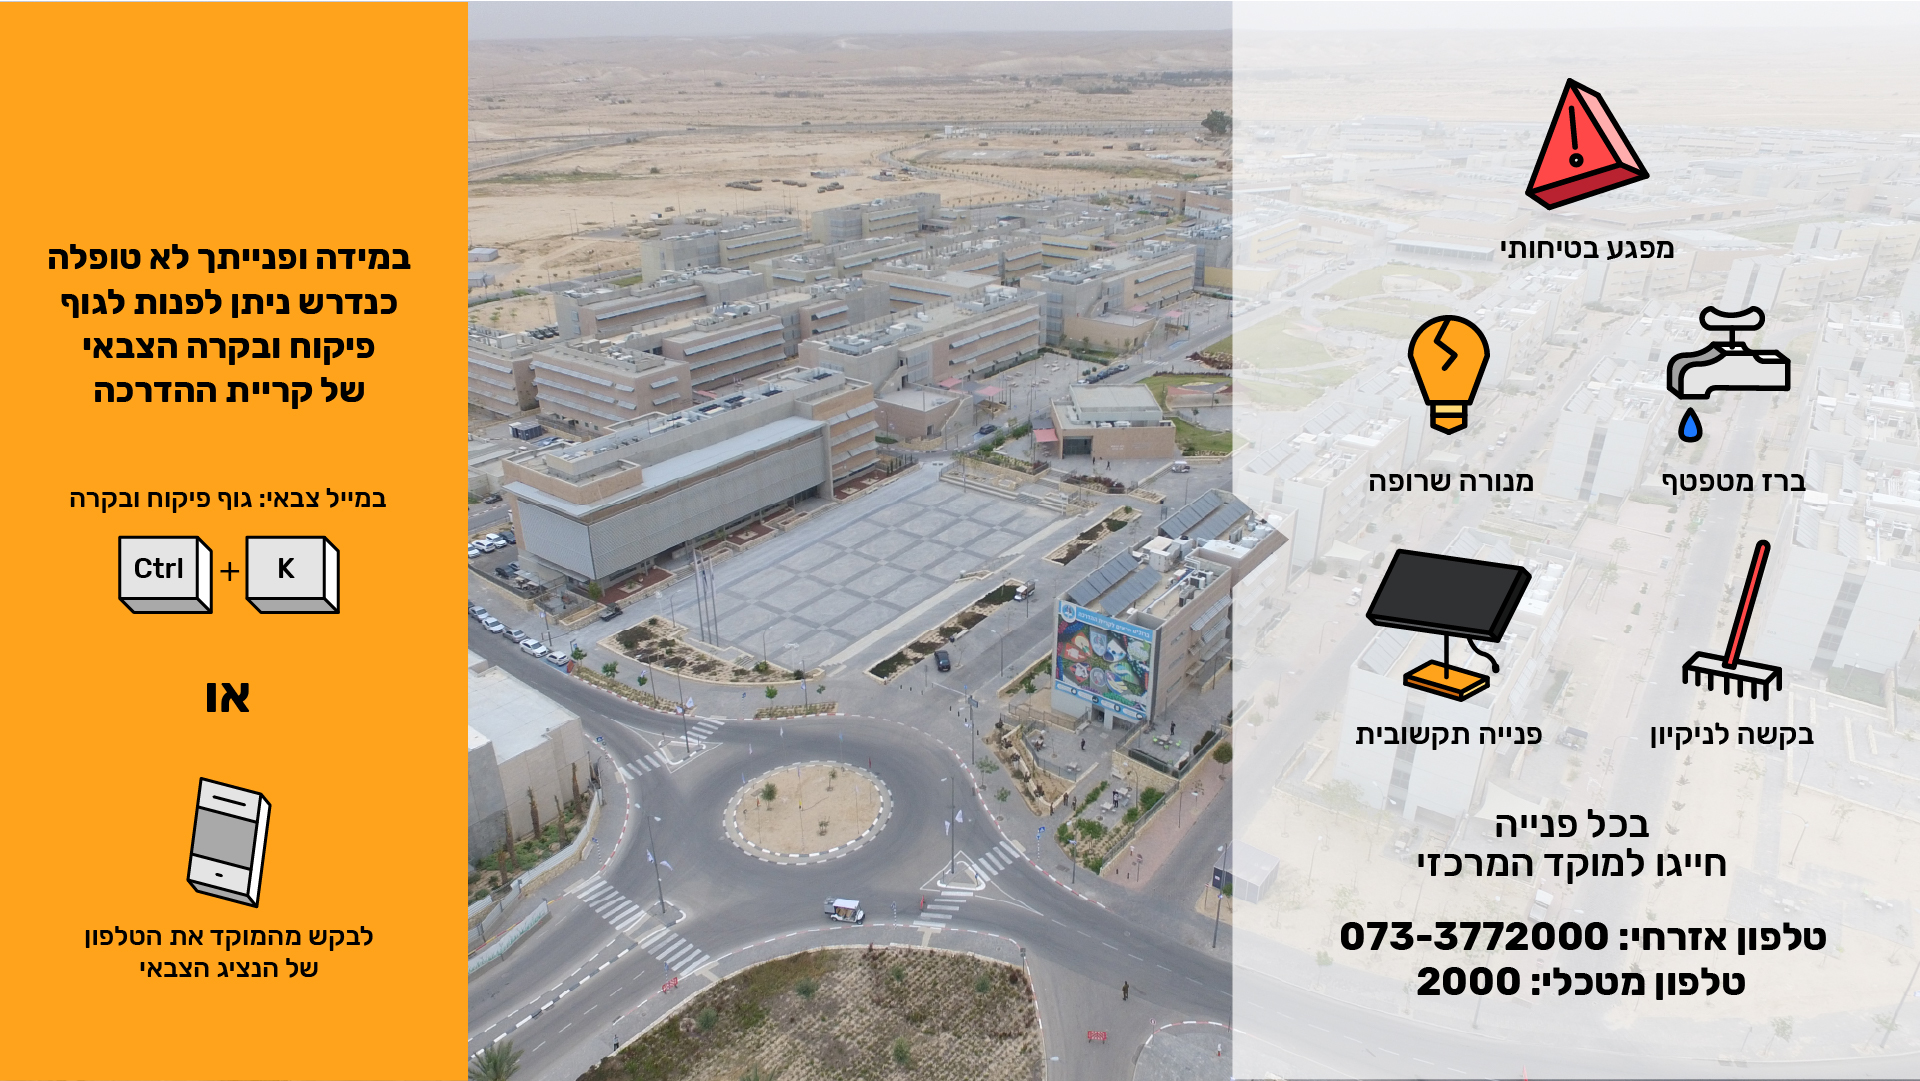 מפגע בטיחותי
ברז מטפטף
מנורה שרופה
בקשה לניקיון
פנייה תקשובית
בכל פנייה
חייגו למוקד המרכזי
טלפון אזרחי: 073-3772000
טלפון מטכלי: 2000
במידה ופנייתך לא טופלה
כנדרש ניתן לפנות לגוף
פיקוח ובקרה הצבאי
של קריית ההדרכה
במייל צבאי: גוף פיקוח ובקרה
Ctrl + K
או
לבקש מהמוקד את הטלפון
של הנציג הצבאי